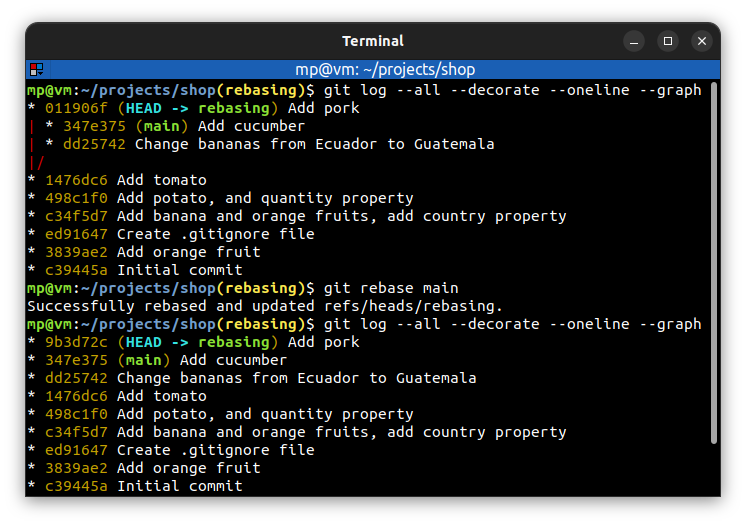 Terminal
mp@vm: ~/projects/shop
mp@vm:~/projects/shop(rebasing)$ git log --all --decorate --oneline --graph
* 011906f (HEAD -> rebasing) Add pork
| * 347e375 (main) Add cucumber
| * dd25742 Change bananas from Ecuador to Guatemala
|/
* 1476dc6 Add tomato
* 498c1f0 Add potato, and quantity property
* c34f5d7 Add banana and orange fruits, add country property
* ed91647 Create .gitignore file
* 3839ae2 Add orange fruit
* c39445a Initial commit
mp@vm:~/projects/shop(rebasing)$ git rebase main
Successfully rebased and updated refs/heads/rebasing.
mp@vm:~/projects/shop(rebasing)$ git log --all --decorate --oneline --graph
* 9b3d72c (HEAD -> rebasing) Add pork
* 347e375 (main) Add cucumber
* dd25742 Change bananas from Ecuador to Guatemala
* 1476dc6 Add tomato
* 498c1f0 Add potato, and quantity property
* c34f5d7 Add banana and orange fruits, add country property
* ed91647 Create .gitignore file
* 3839ae2 Add orange fruit
* c39445a Initial commit